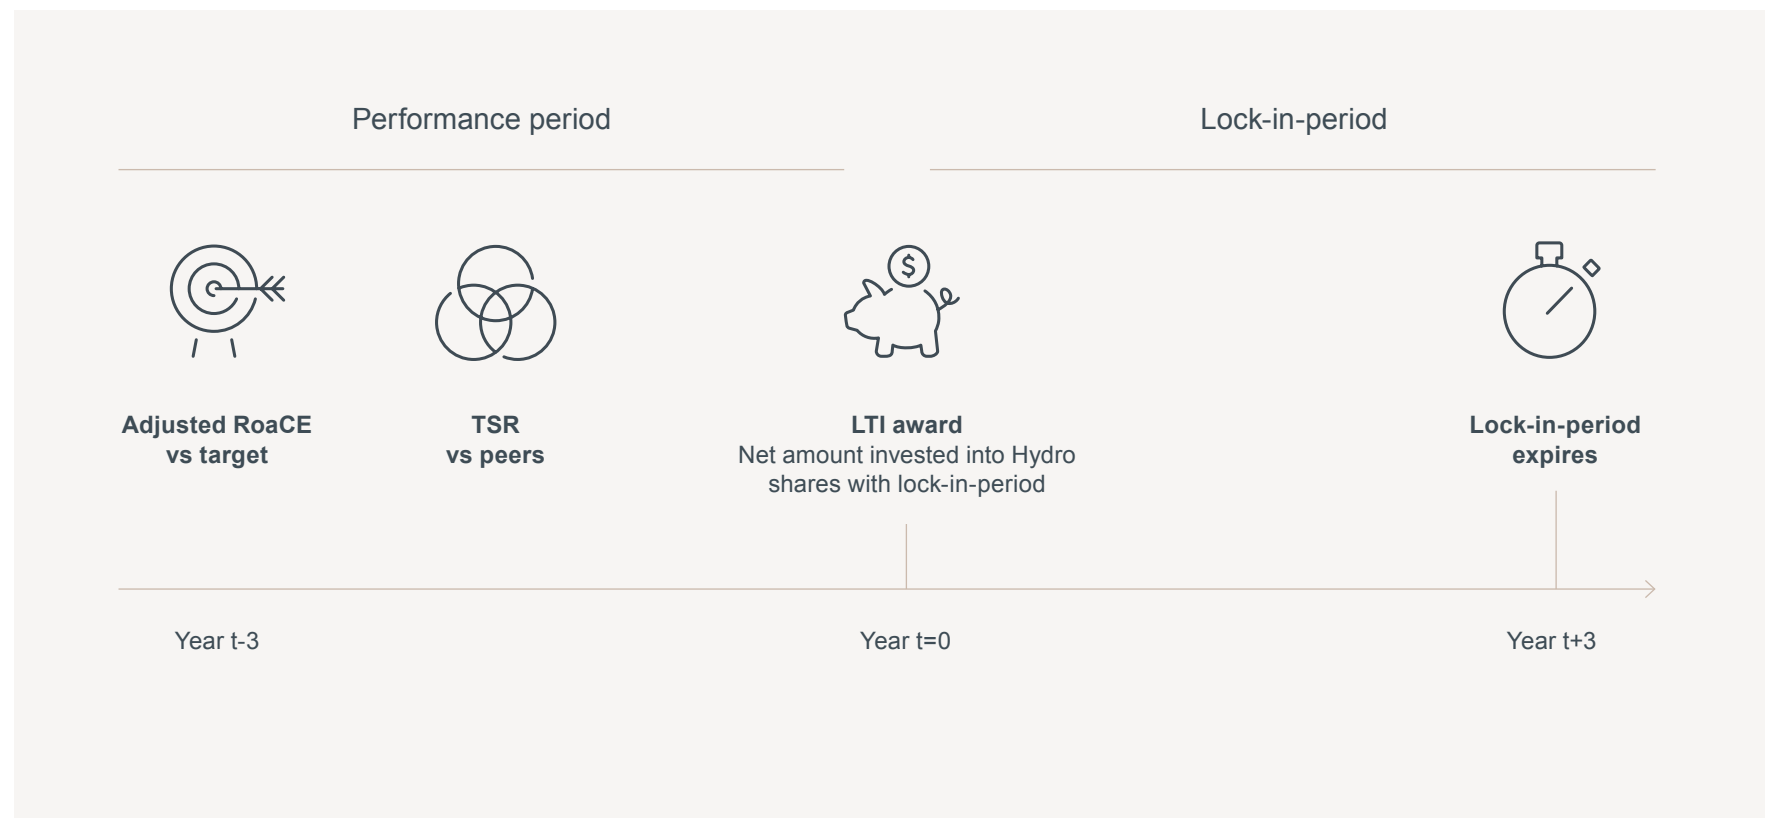 Performance period
Lock-in-period
$
Adjusted RoaCE
vs target
TSR
vs peers
LTI award
Net amount invested into Hydro
shares with lock-in-period
Lock-in-period
expires
Year t-3
Year t=0
Year t+3